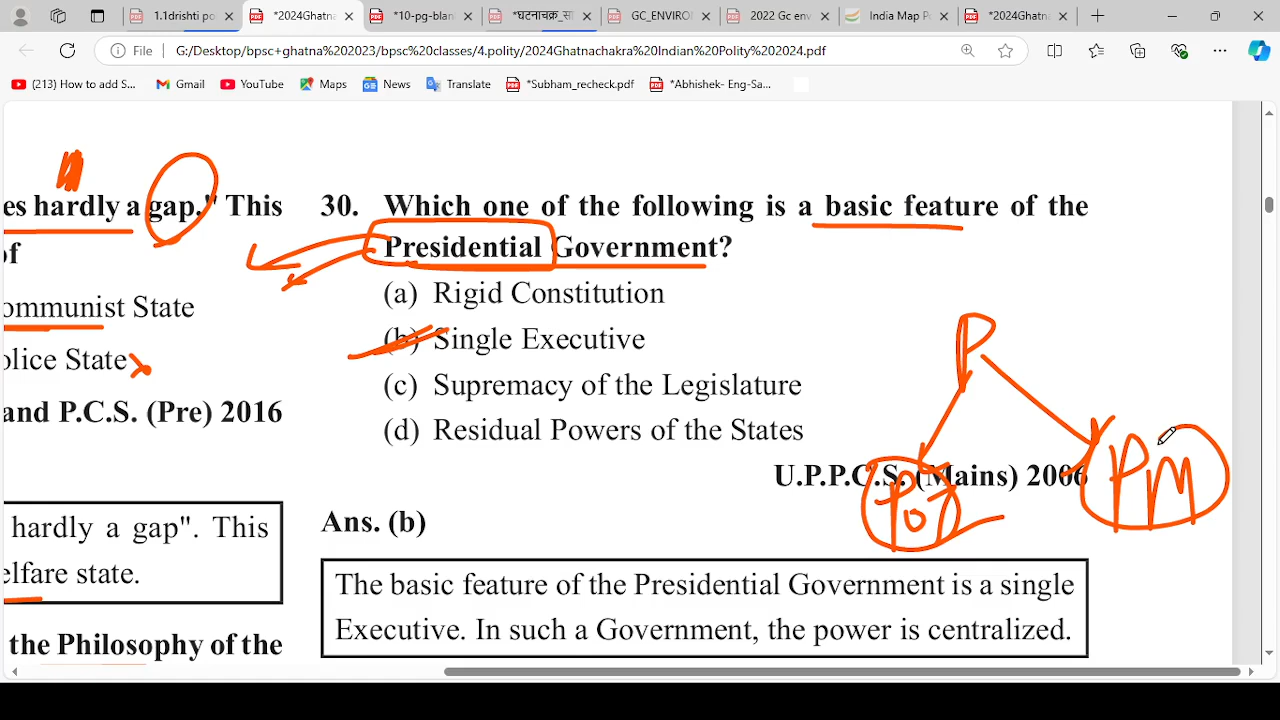 1.1drishti po
*2024Ghatna
*10-pg-blan
*घटनाचक्र_सा
GC_ENVIRO
2022 Gc env
India Map P
*2024Ghatna
File
G:/Desktop/bpsc+ghatna%202023/bpsc%20classes/4.polity/2024Ghatnachakra%20Indian%20Polity%202024.pdf
(213) How to add S...
Gmail
YouTube
Maps
News
Translate
*Subham_recheck.pdf
*Abhishek- Eng-Sa...
es hardly a gap." This
of
ommunist State
olice State
and P.C.S. (Pre) 2016
hardly a gap". This
elfare state.
the Philosophy of the
30. Which one of the following is a basic feature of the
Presidential Government?
(a) Rigid Constitution
(b) Single Executive
(c) Supremacy of the Legislature
(d) Residual Powers of the States
U.P.P.C.S. (Mains) 2006
Ans. (b)
The basic feature of the Presidential Government is a single
Executive. In such a Government, the power is centralized.
P
PM